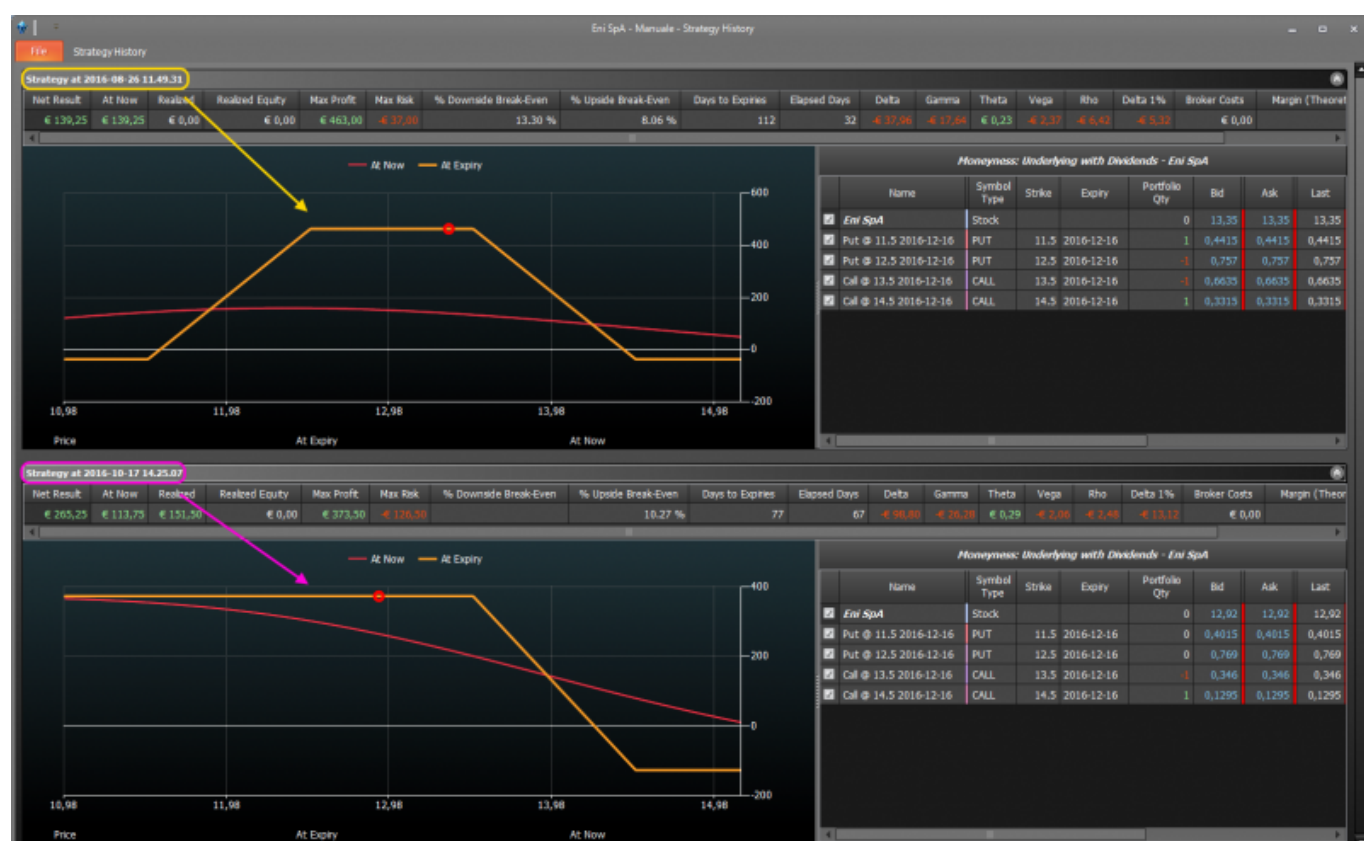 Eni SpA - Manuale - Strategy History
File Strategy History
Strategy at 2016-08-26 11.49.31
Net Result At Now Realized Realized Equity Max Profit Max Risk % Downside Break-Even % Upside Break-Even Days to Expiries Elapsed Days Delta Gamma Theta Vega Rho Delta 1% Broker Costs Margin (Theoret
€ 139,25 € 139,25 € 0,00 € 0,00 € 463,00 -€ 37,00 13.30 % 8.06 % 112 32 -€ 37,96 -€ 17,64 € 0,23 -€ 2,37 -€ 6,42 -€ 5,32 € 0,00
At Now At Expiry
600
400
200
0
-200
10,98 11,98 12,98 13,98 14,98
Price At Expiry At Now
Moneyness: Underlying with Dividends - Eni SpA
Name Symbol Type Strike Expiry Portfolio Qty Bid Ask Last
Eni SpA Stock 0 13,35 13,35 13,35
Put @ 11.5 2016-12-16 PUT 11.5 2016-12-16 1 0,4415 0,4415 0,4415
Put @ 12.5 2016-12-16 PUT 12.5 2016-12-16 -1 0,757 0,757 0,757
Call @ 13.5 2016-12-16 CALL 13.5 2016-12-16 -1 0,6635 0,6635 0,6635
Call @ 14.5 2016-12-16 CALL 14.5 2016-12-16 1 0,3315 0,3315 0,3315
Strategy at 2016-10-17 14.25.07
Net Result At Now Realized Realized Equity Max Profit Max Risk % Downside Break-Even % Upside Break-Even Days to Expiries Elapsed Days Delta Gamma Theta Vega Rho Delta 1% Broker Costs Margin (Theor
€ 265,25 € 113,75 € 151,50 € 0,00 € 373,50 -€ 126,50 10.27 % 77 67 -€ 98,80 -€ 26,28 € 0,29 -€ 2,06 -€ 2,48 -€ 13,12 € 0,00
At Now At Expiry
400
200
0
-200
10,98 11,98 12,98 13,98 14,98
Price At Expiry At Now
Moneyness: Underlying with Dividends - Eni SpA
Name Symbol Type Strike Expiry Portfolio Qty Bid Ask Last
Eni SpA Stock 0 12,92 12,92 12,92
Put @ 11.5 2016-12-16 PUT 11.5 2016-12-16 0 0,4015 0,4015 0,4015
Put @ 12.5 2016-12-16 PUT 12.5 2016-12-16 0 0,769 0,769 0,769
Call @ 13.5 2016-12-16 CALL 13.5 2016-12-16 -1 0,346 0,346 0,346
Call @ 14.5 2016-12-16 CALL 14.5 2016-12-16 1 0,1295 0,1295 0,1295